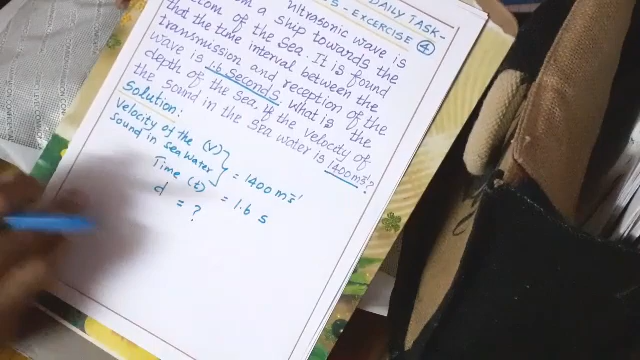 DAILY TASK-
S - EXCERCISE 4
m a ultrasonic wave is
a Ship towards the
bottom of the Sea. It is found
that the time interval between the
transmission and reception of the
wave is 1.6 Seconds. What is the
depth of the Sea, if the velocity of
the Sound in the Sea water is 1400 ms⁻¹?
Solution:
Velocity of the (V)
Sound in sea water } = 1400 ms⁻¹
Time (t) = 1.6 s
d = ?